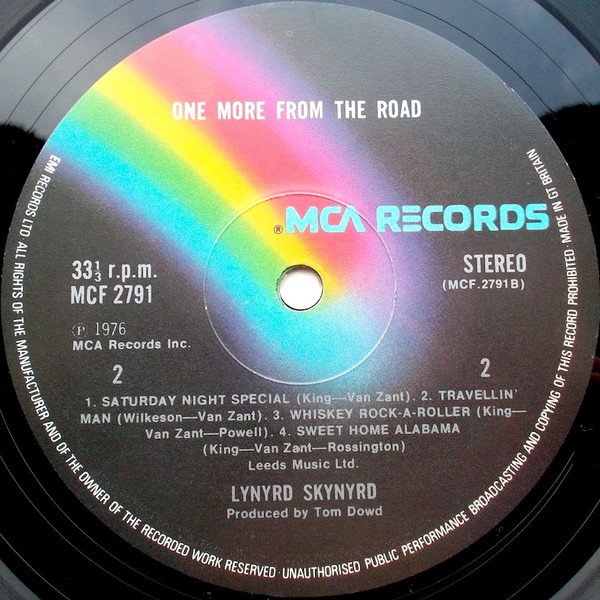 ONE MORE FROM THE ROAD
® MCA RECORDS
33⅓ r.p.m.
MCF 2791
STEREO
(MCF.2791B)
Ⓟ 1976
MCA Records Inc.
2
2
1. SATURDAY NIGHT SPECIAL (King—Van Zant). 2. TRAVELLIN'
MAN (Wilkeson—Van Zant). 3. WHISKEY ROCK-A-ROLLER (King—
Van Zant—Powell). 4. SWEET HOME ALABAMA
(King—Van Zant—Rossington)
Leeds Music Ltd.
LYNYRD SKYNYRD
Produced by Tom Dowd
EMI RECORDS LTD ALL RIGHTS OF THE MANUFACTURER AND OF THE OWNER OF THE RECORDED WORK RESERVED · UNAUTHORISED PUBLIC PERFORMANCE BROADCASTING AND COPYING OF THIS RECORD PROHIBITED · MADE IN GT BRITAIN